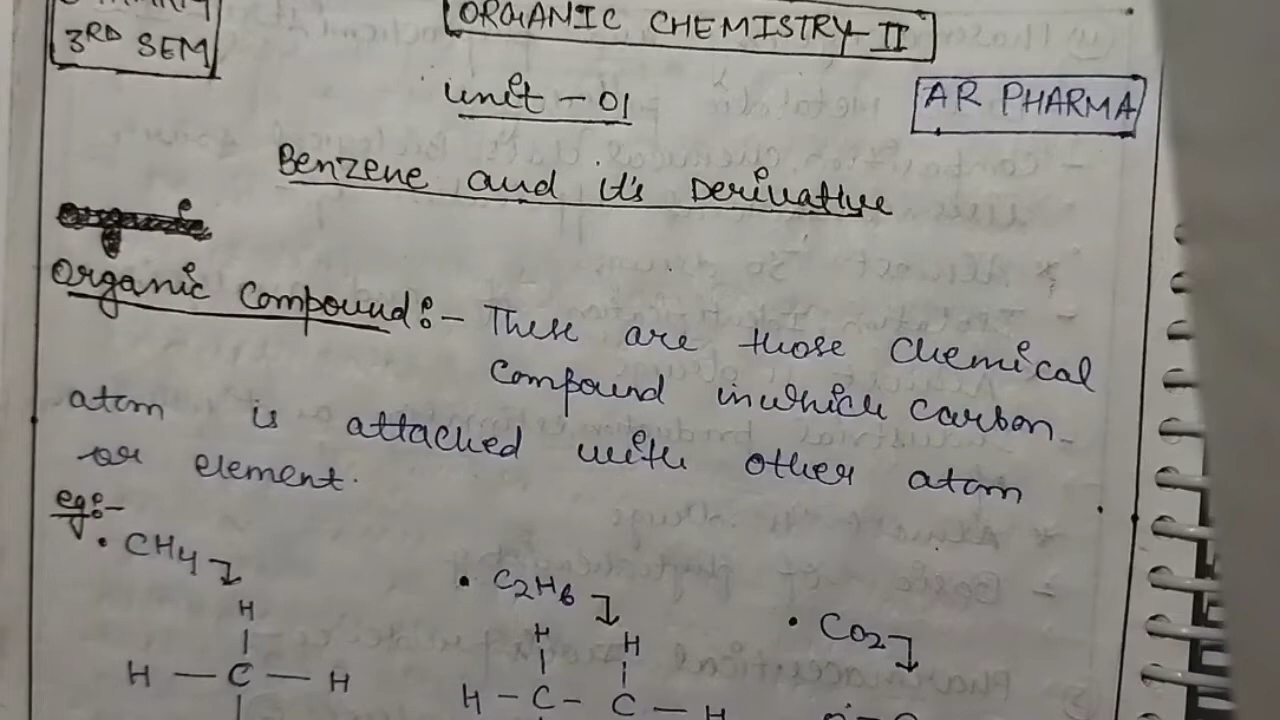 3RD SEM
ORGANIC CHEMISTRY-II
unit - 01
AR PHARMA
Benzene and it's Derivative
Organic Compound:- These are those chemical
compound in which carbon
atom is attached with other atom
or element.
eg:-
• CH4
• C2H6
• CO2
H
H H
H - C - H
H - C - C - H